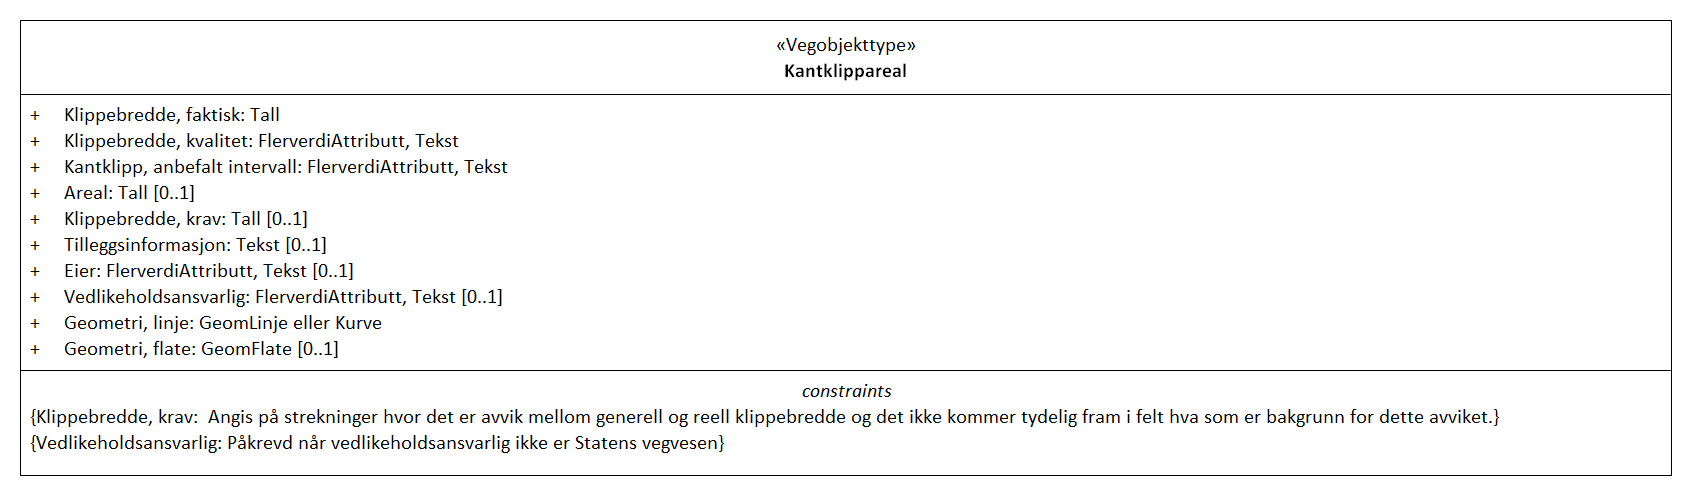 «Vegobjekttype»
Kantklippareal
+ Klippebredde, faktisk: Tall
+ Klippebredde, kvalitet: FlerverdiAttributt, Tekst
+ Kantklipp, anbefalt intervall: FlerverdiAttributt, Tekst
+ Areal: Tall [0..1]
+ Klippebredde, krav: Tall [0..1]
+ Tilleggsinformasjon: Tekst [0..1]
+ Eier: FlerverdiAttributt, Tekst [0..1]
+ Vedlikeholdsansvarlig: FlerverdiAttributt, Tekst [0..1]
+ Geometri, linje: GeomLinje eller Kurve
+ Geometri, flate: GeomFlate [0..1]
constraints
{Klippebredde, krav:  Angis på strekninger hvor det er avvik mellom generell og reell klippebredde og det ikke kommer tydelig fram i felt hva som er bakgrunn for dette avviket.}
{Vedlikeholdsansvarlig: Påkrevd når vedlikeholdsansvarlig ikke er Statens vegvesen}